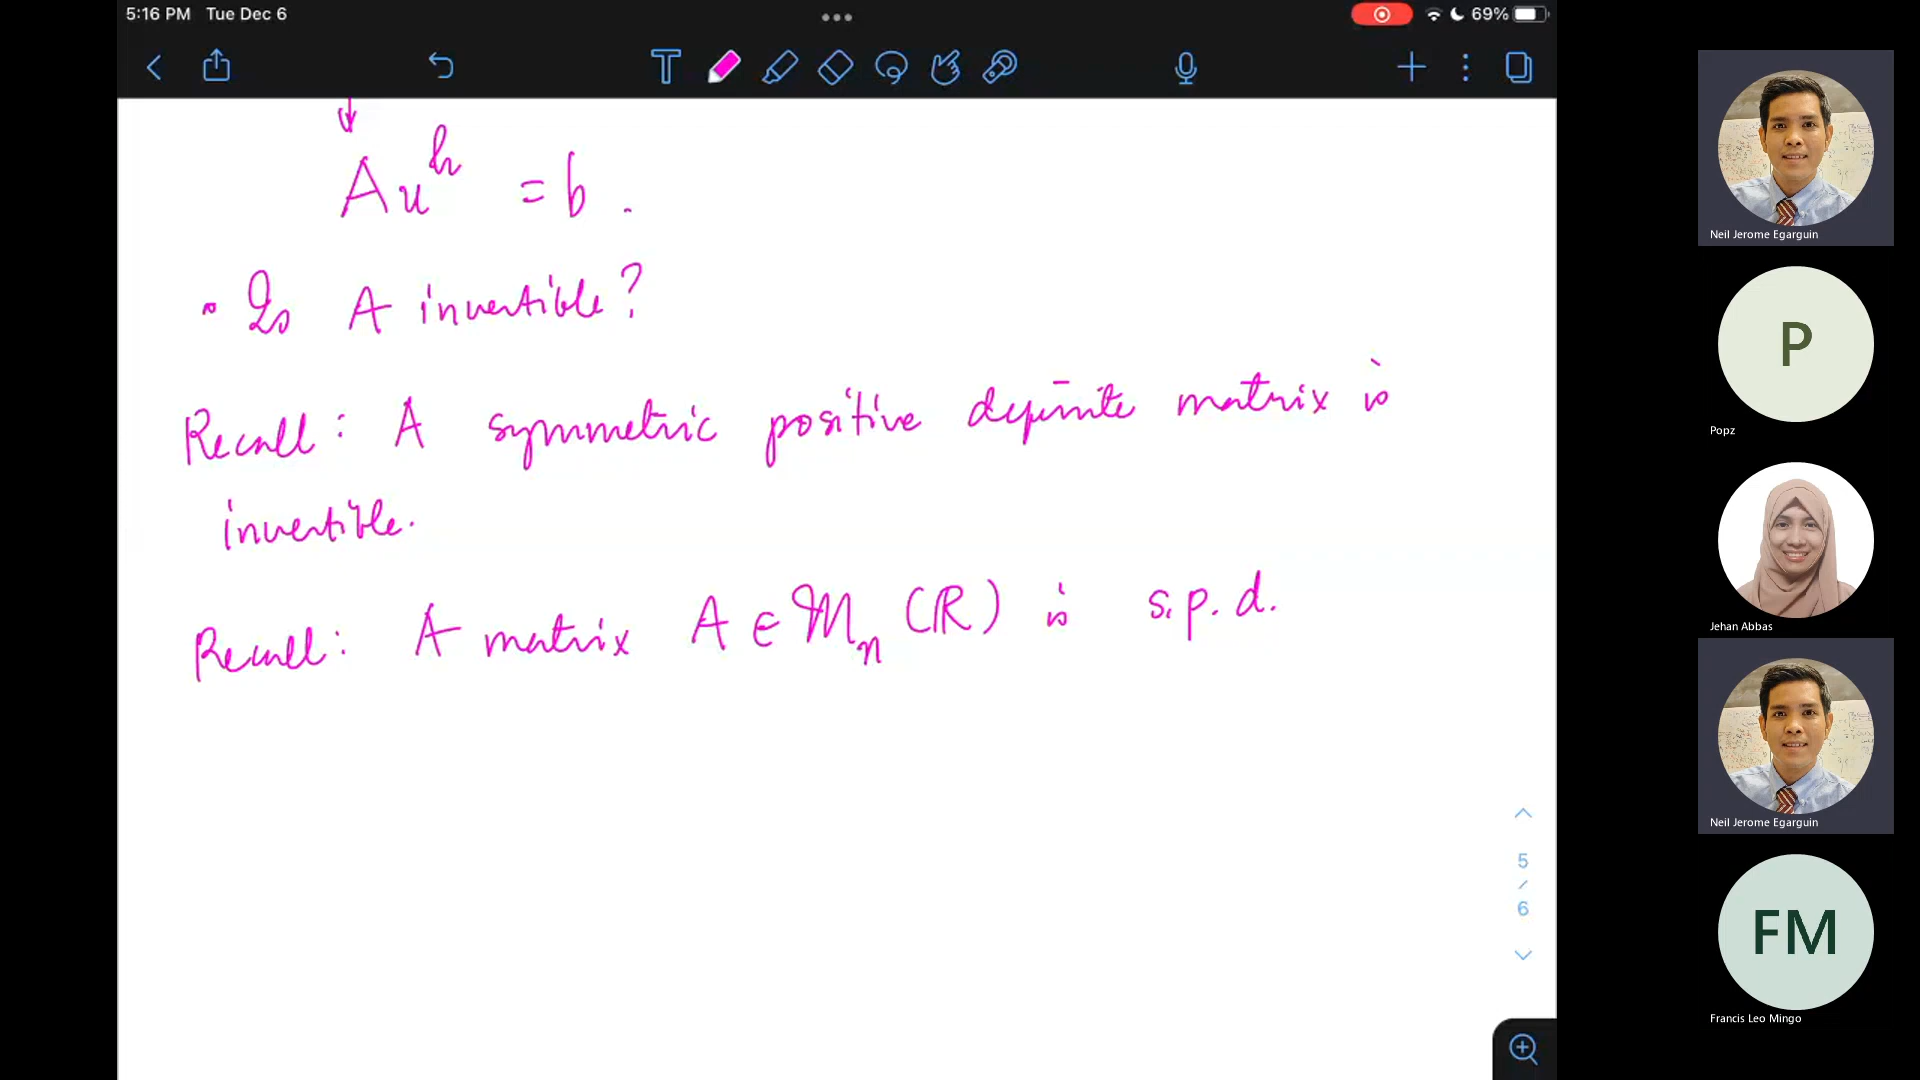 5:16 PM Tue Dec 6
69%
Au^h = b.
Is A invertible?
Recall: A symmetric positive definite matrix is
invertible.
Recall: A matrix A ∈ M_n (R) is s.p.d.
5
/
6
Neil Jerome Egarguin
P
Popz
Jehan Abbas
Neil Jerome Egarguin
FM
Francis Leo Mingo